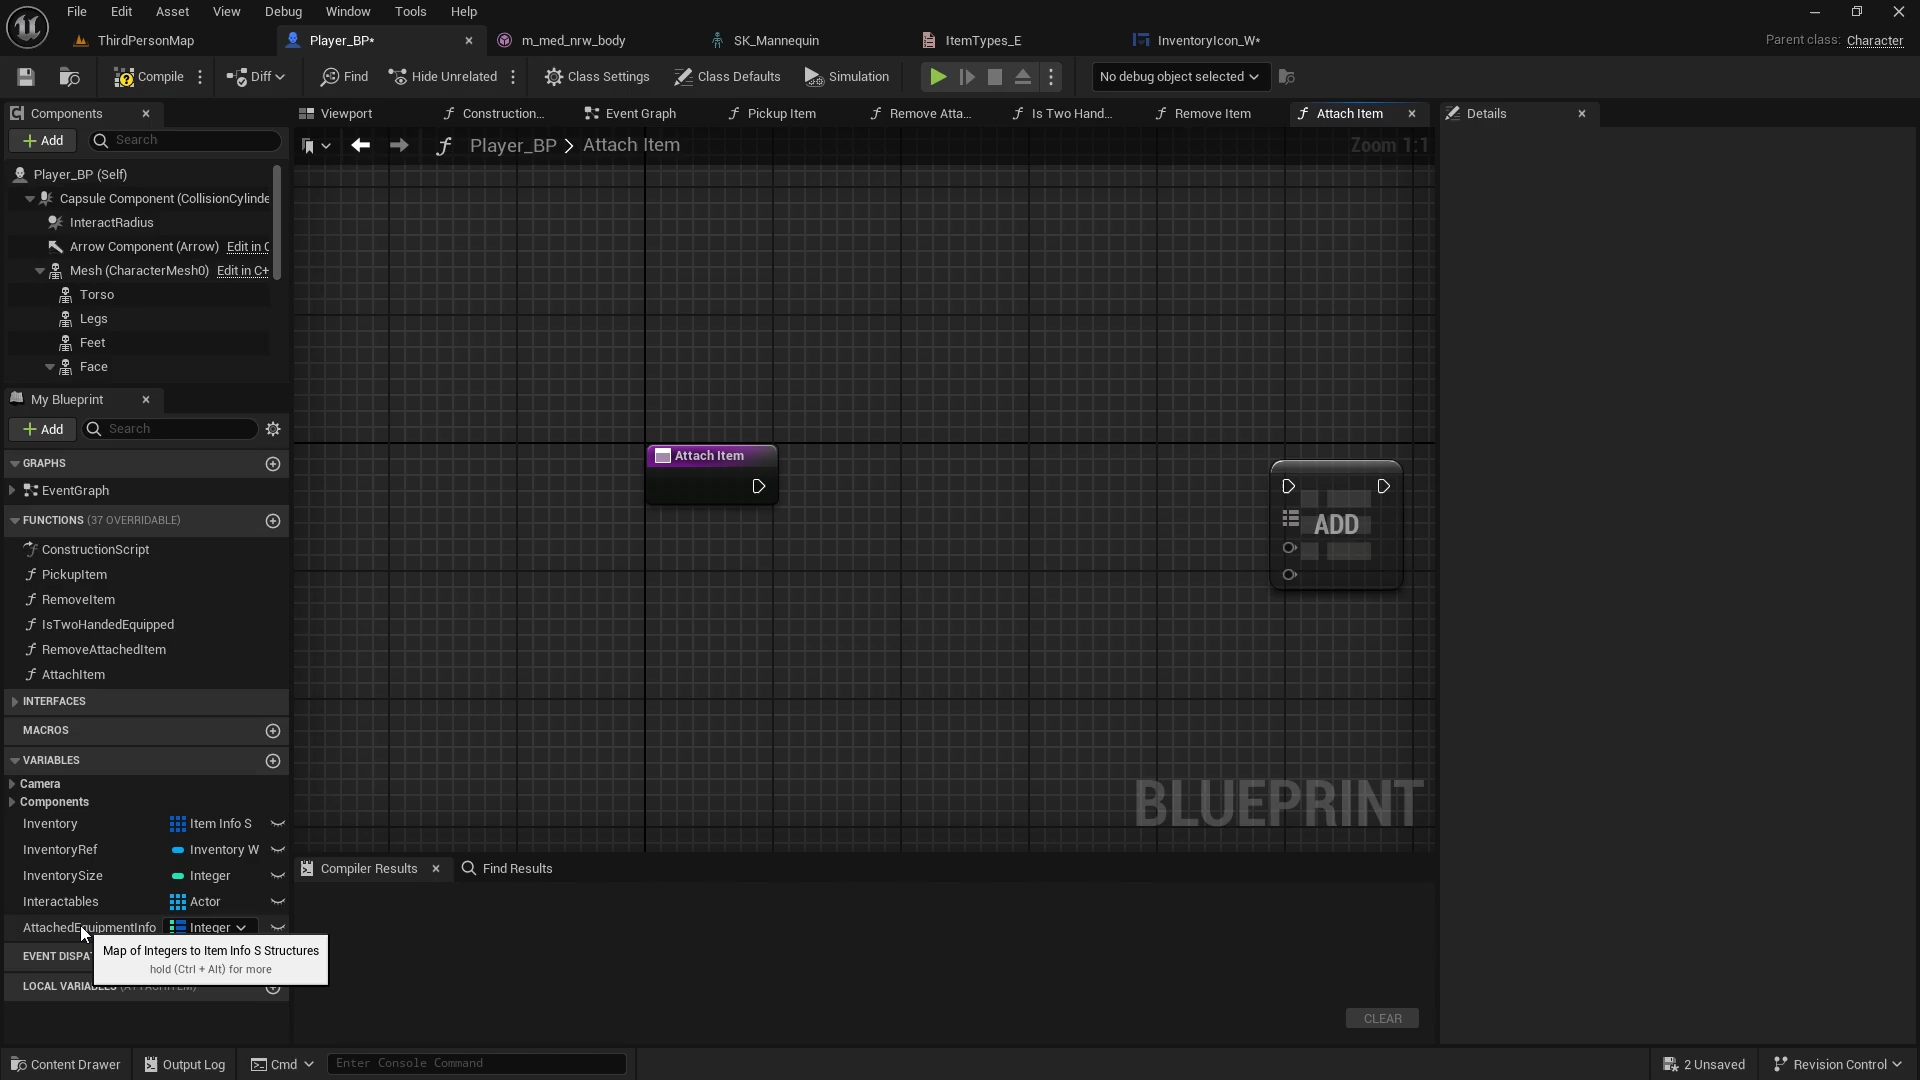 File Edit Asset View Debug Window Tools Help
ThirdPersonMap Player_BP* m_med_nrw_body SK_Mannequin ItemTypes_E InventoryIcon_W* Parent class: Character
Compile Diff Find Hide Unrelated Class Settings Class Defaults Simulation No debug object selected
Components
Add Search
Player_BP (Self)
Capsule Component (CollisionCylinde
InteractRadius
Arrow Component (Arrow) Edit in C
Mesh (CharacterMesh0) Edit in C+
Torso
Legs
Feet
Face
My Blueprint
Add Search
GRAPHS
EventGraph
FUNCTIONS (37 OVERRIDABLE)
ConstructionScript
PickupItem
RemoveItem
IsTwoHandedEquipped
RemoveAttachedItem
AttachItem
INTERFACES
MACROS
VARIABLES
Camera
Components
Inventory Item Info S
InventoryRef Inventory W
InventorySize Integer
Interactables Actor
AttachedEquipmentInfo Integer
Map of Integers to Item Info S Structures
hold (Ctrl + Alt) for more
EVENT DISPA
LOCAL VARIABLES (ATTACHITEM)
Viewport Construction... Event Graph Pickup Item Remove Atta... Is Two Hand... Remove Item Attach Item
Player_BP > Attach Item Zoom 1:1
Attach Item
ADD
BLUEPRINT
Compiler Results Find Results
CLEAR
Details
Content Drawer Output Log Cmd Enter Console Command 2 Unsaved Revision Control